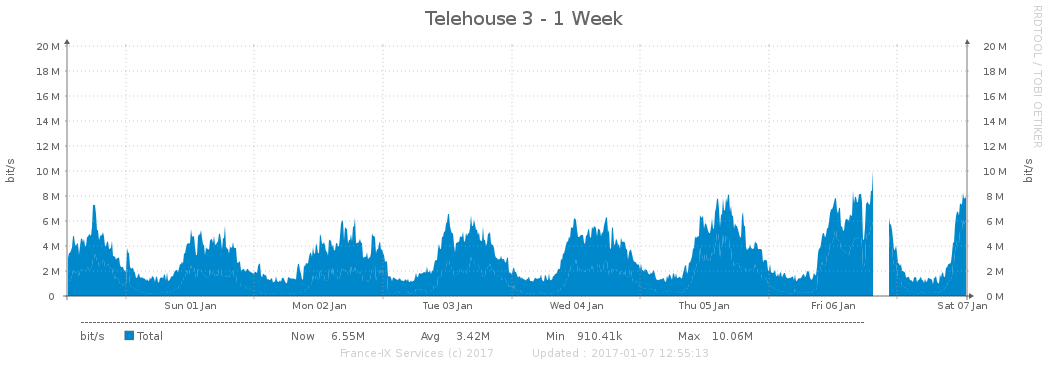 Telehouse 3 - 1 Week
RRDTOOL / TOBI OETIKER
bit/s
20 M
18 M
16 M
14 M
12 M
10 M
8 M
6 M
4 M
2 M
0
20 M
18 M
16 M
14 M
12 M
10 M
8 M
6 M
4 M
2 M
0 M
bit/s
Sun 01 Jan Mon 02 Jan Tue 03 Jan Wed 04 Jan Thu 05 Jan Fri 06 Jan Sat 07 Jan
bit/s Total Now 6.55M Avg 3.42M Min 910.41k Max 10.06M
France-IX Services (c) 2017 Updated : 2017-01-07 12:55:13